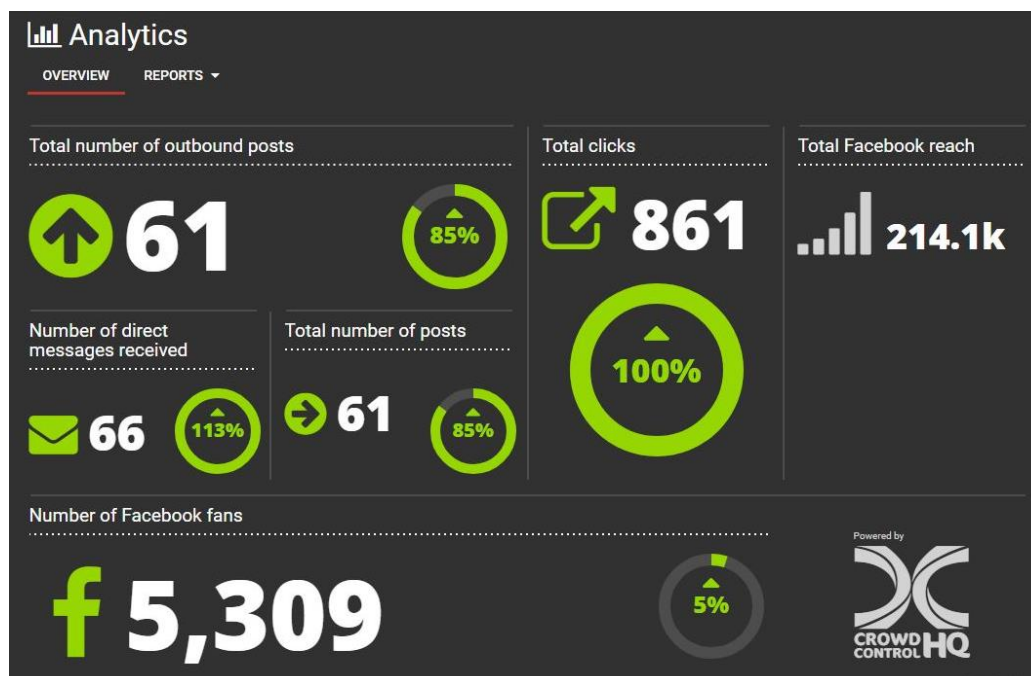 Analytics
OVERVIEW REPORTS
Total number of outbound posts
61
85%
Total clicks
861
100%
Total Facebook reach
214.1k
Number of direct
messages received
66
113%
Total number of posts
61
85%
Number of Facebook fans
5,309
5%
Powered by
CROWD
CONTROL HQ